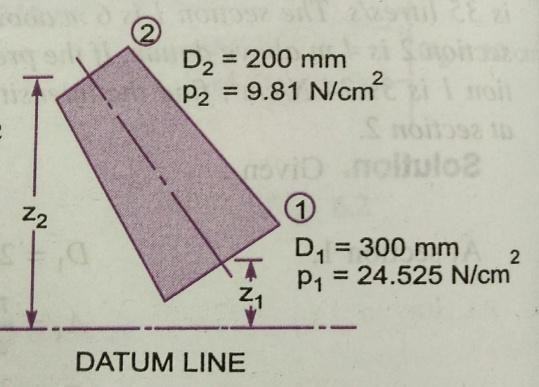 ②
D₂ = 200 mm
p₂ = 9.81 N/cm²
z₂
①
D₁ = 300 mm
p₁ = 24.525 N/cm²
z₁
DATUM LINE